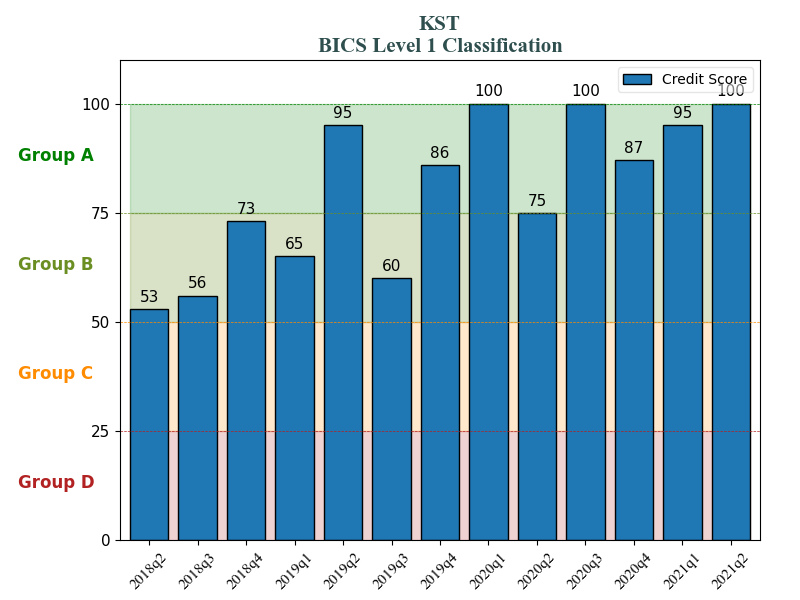 KST
BICS Level 1 Classification
Credit Score
100
75
50
25
0
Group A
Group B
Group C
Group D
53
56
73
65
95
60
86
100
75
100
87
95
100
2018q2
2018q3
2018q4
2019q1
2019q2
2019q3
2019q4
2020q1
2020q2
2020q3
2020q4
2021q1
2021q2